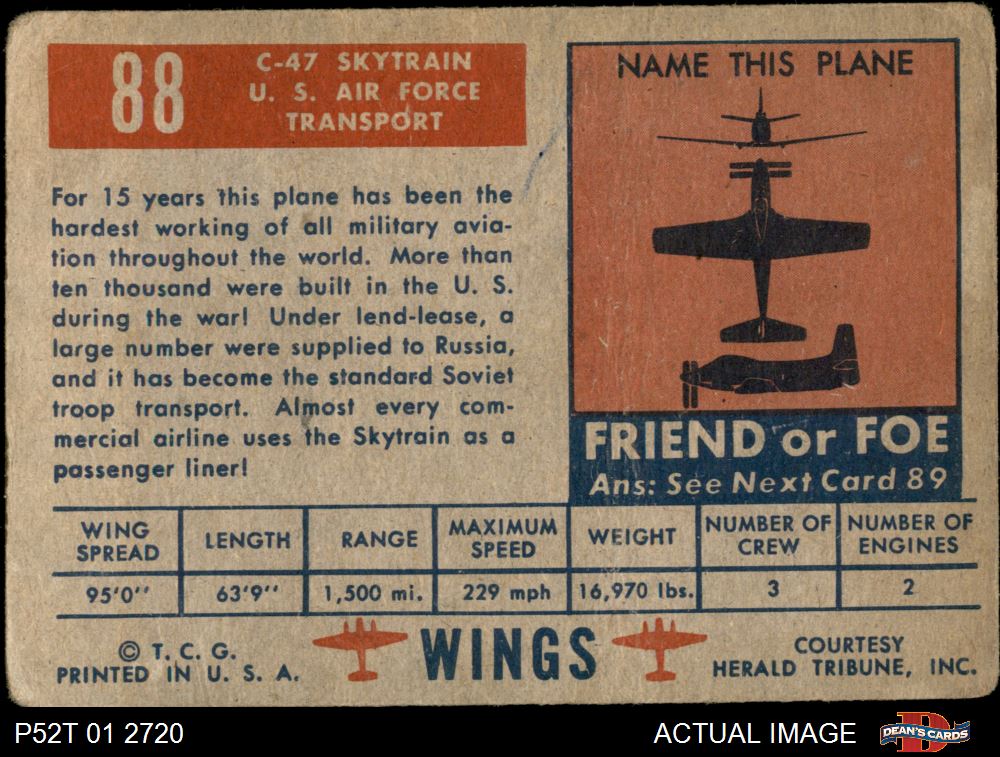 88
C-47 SKYTRAIN
U. S. AIR FORCE
TRANSPORT
For 15 years this plane has been the
hardest working of all military avia-
tion throughout the world. More than
ten thousand were built in the U. S.
during the war! Under lend-lease, a
large number were supplied to Russia,
and it has become the standard Soviet
troop transport. Almost every com-
mercial airline uses the Skytrain as a
passenger liner!
NAME THIS PLANE
FRIEND or FOE
Ans: See Next Card 89
WING SPREAD LENGTH RANGE MAXIMUM SPEED WEIGHT NUMBER OF CREW NUMBER OF ENGINES
95'0'' 63'9'' 1,500 mi. 229 mph 16,970 lbs. 3 2
© T. C. G.
PRINTED IN U. S. A.
WINGS
COURTESY
HERALD TRIBUNE, INC.
P52T 01 2720
ACTUAL IMAGE
D
DEAN'S CARDS